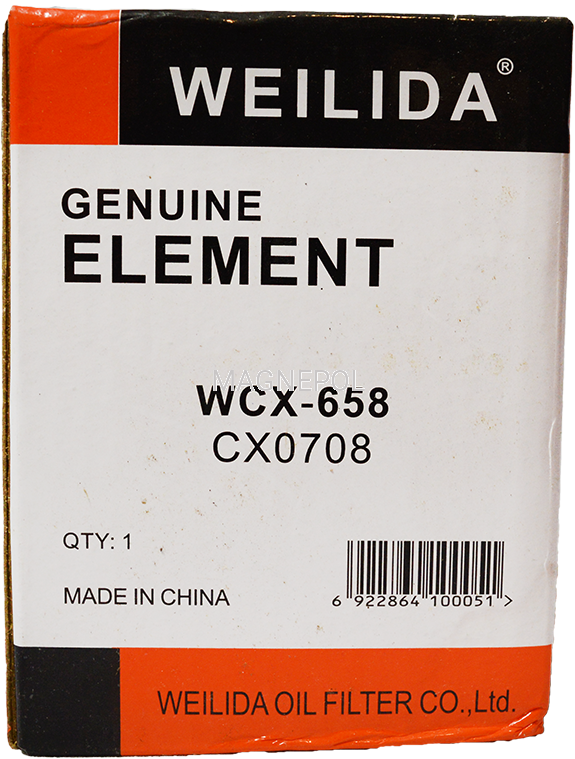 WEILIDA®
GENUINE
ELEMENT
MAGNEPOL
WCX-658
CX0708
QTY: 1
MADE IN CHINA
6 922864 100051 >
WEILIDA OIL FILTER CO.,Ltd.